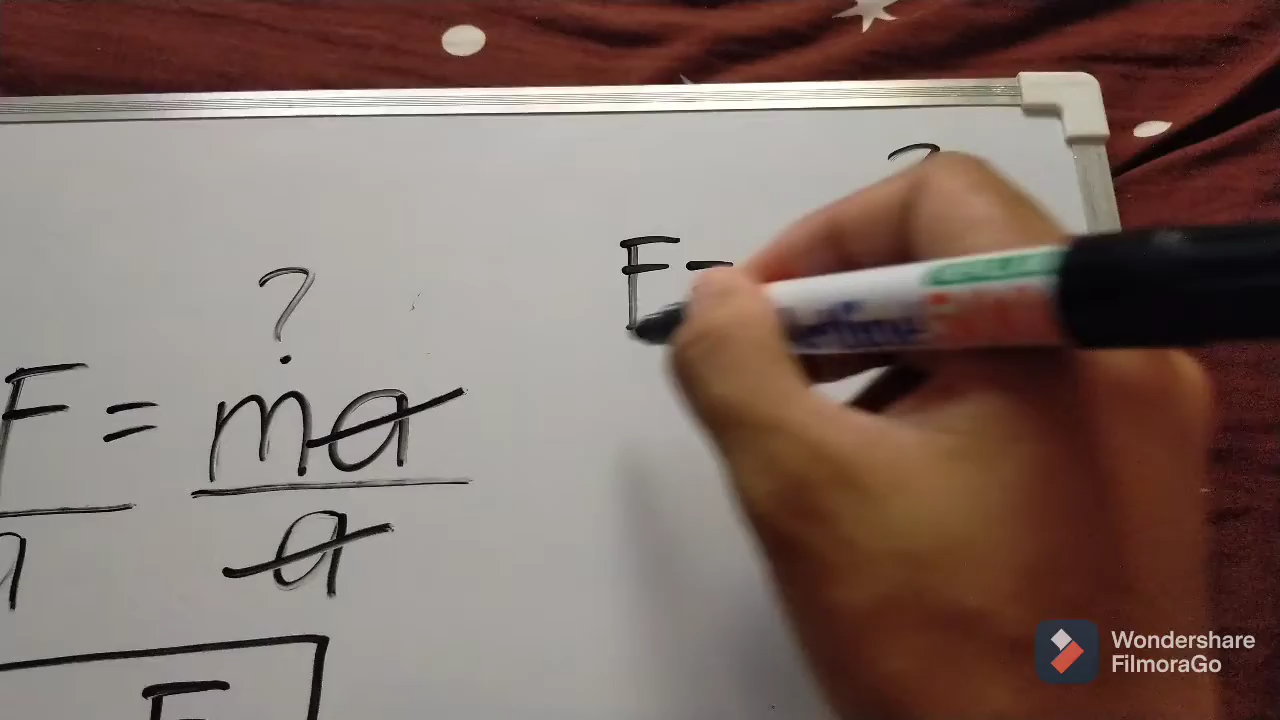 ?
F =
?
F = ma
a
a
F
Wondershare
FilmoraGo